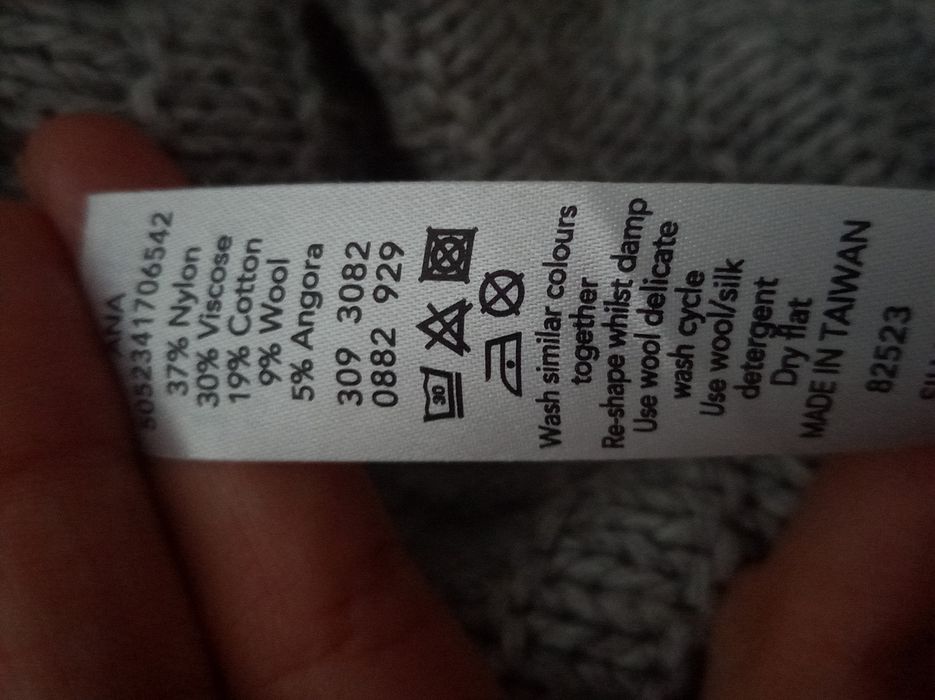 5052341706542
37% Nylon
30% Viscose
19% Cotton
9% Wool
5% Angora
309 3082
0882 929
30
Wash similar colours
together
Re-shape whilst damp
Use wool delicate
wash cycle
Use wool/silk
detergent
Dry flat
MADE IN TAIWAN
82523